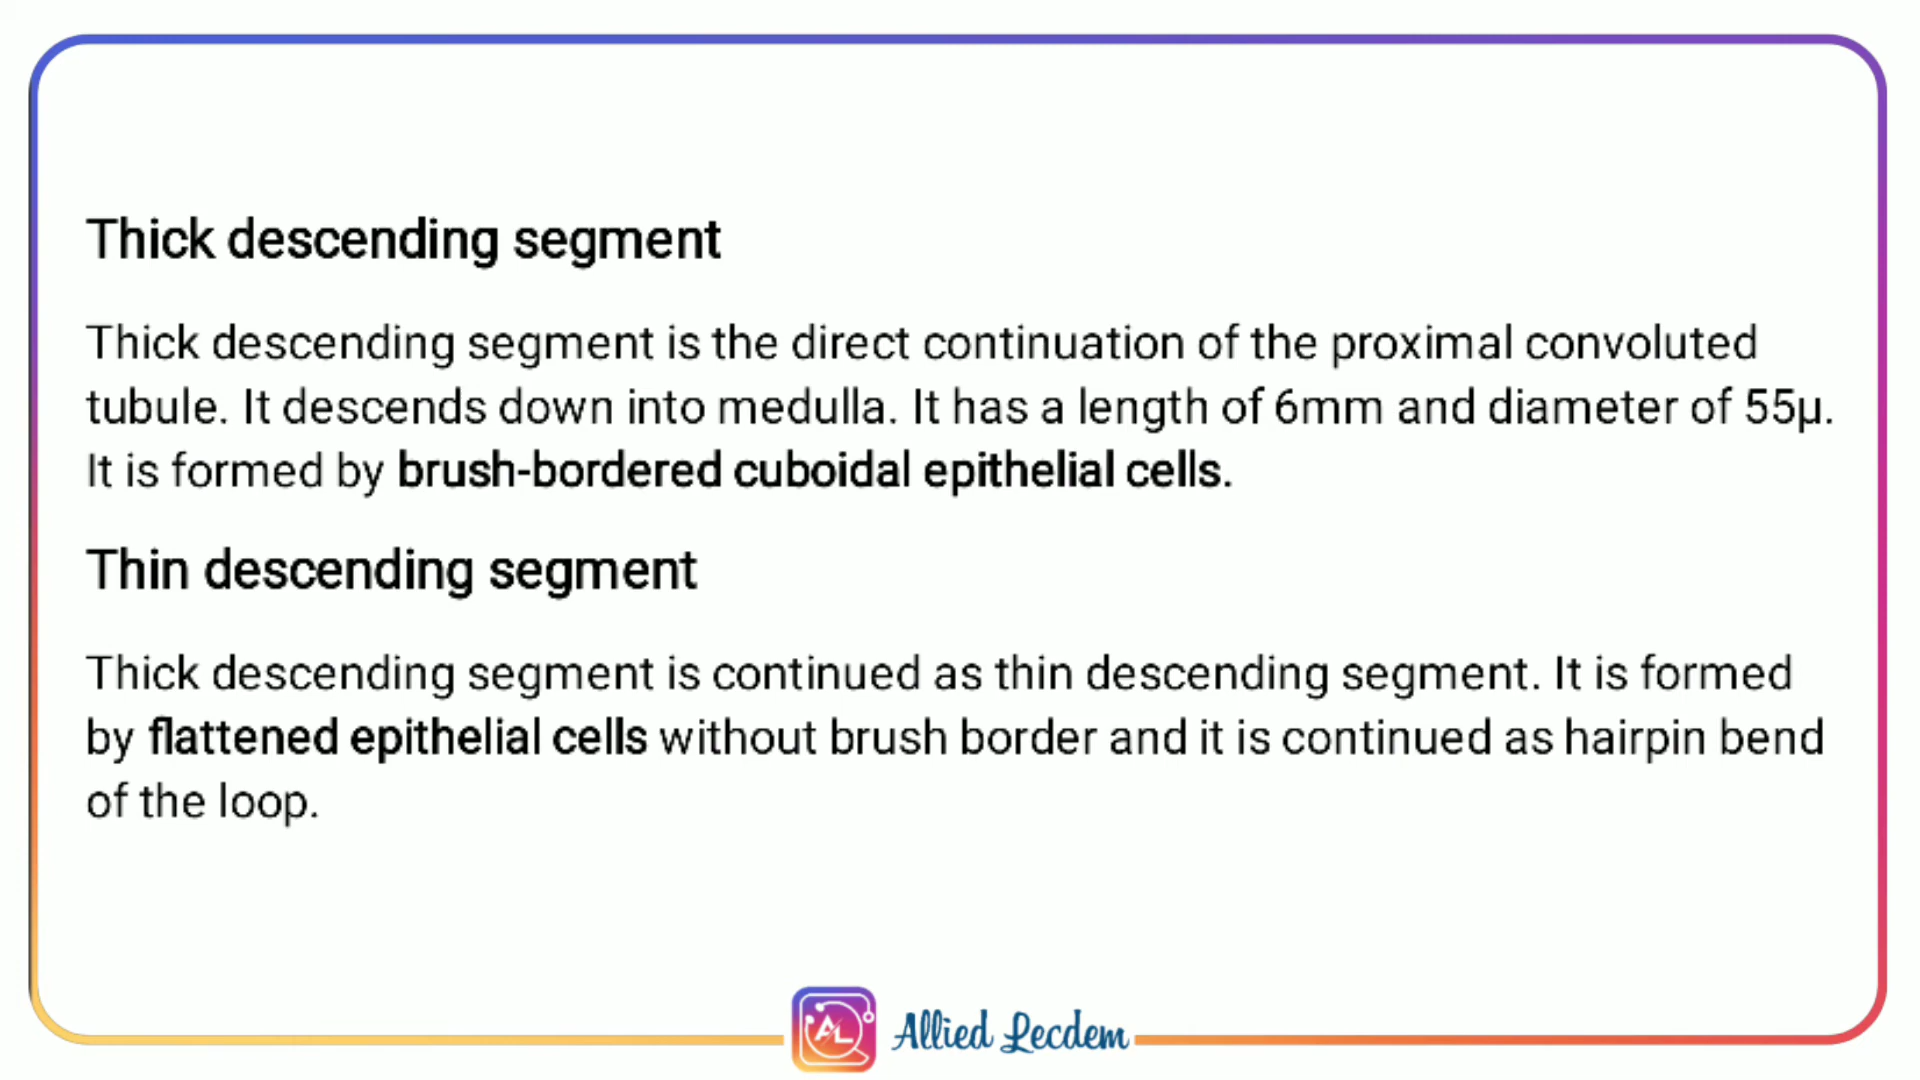 Thick descending segment
Thick descending segment is the direct continuation of the proximal convoluted
tubule. It descends down into medulla. It has a length of 6mm and diameter of 55μ.
It is formed by brush-bordered cuboidal epithelial cells.
Thin descending segment
Thick descending segment is continued as thin descending segment. It is formed
by flattened epithelial cells without brush border and it is continued as hairpin bend
of the loop.
AL Allied Lecdem